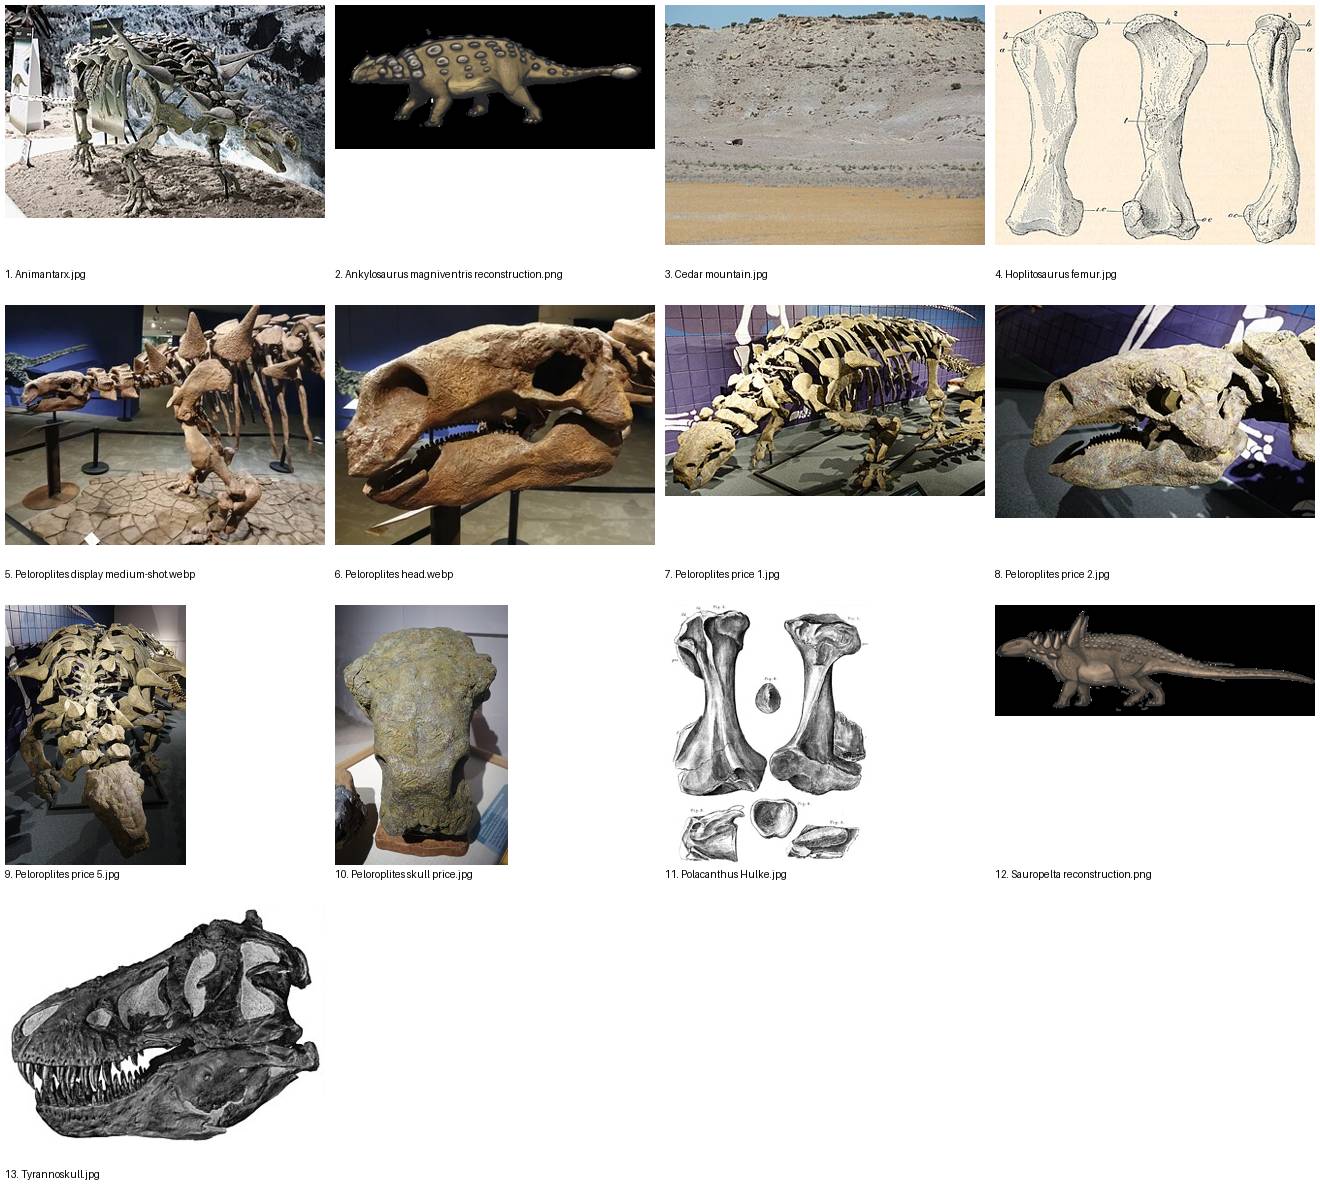 1. Animantarx.jpg
2. Ankylosaurus magniventris reconstruction.png
3. Cedar mountain.jpg
4. Hoplitosaurus femur.jpg
5. Peloroplites display medium-shot.webp
6. Peloroplites head.webp
7. Peloroplites price 1.jpg
8. Peloroplites price 2.jpg
9. Peloroplites price 5.jpg
10. Peloroplites skull price.jpg
11. Polacanthus Hulke.jpg
12. Sauropelta reconstruction.png
13. Tyrannoskull.jpg